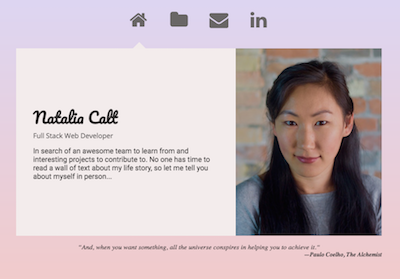 Natalia Calt
Full Stack Web Developer
In search of an awesome team to learn from and
interesting projects to contribute to. No one has time to
read a wall of text about my life story, so let me tell you
about myself in person...
"And, when you want something, all the universe conspires in helping you to achieve it."
—Paulo Coelho, The Alchemist